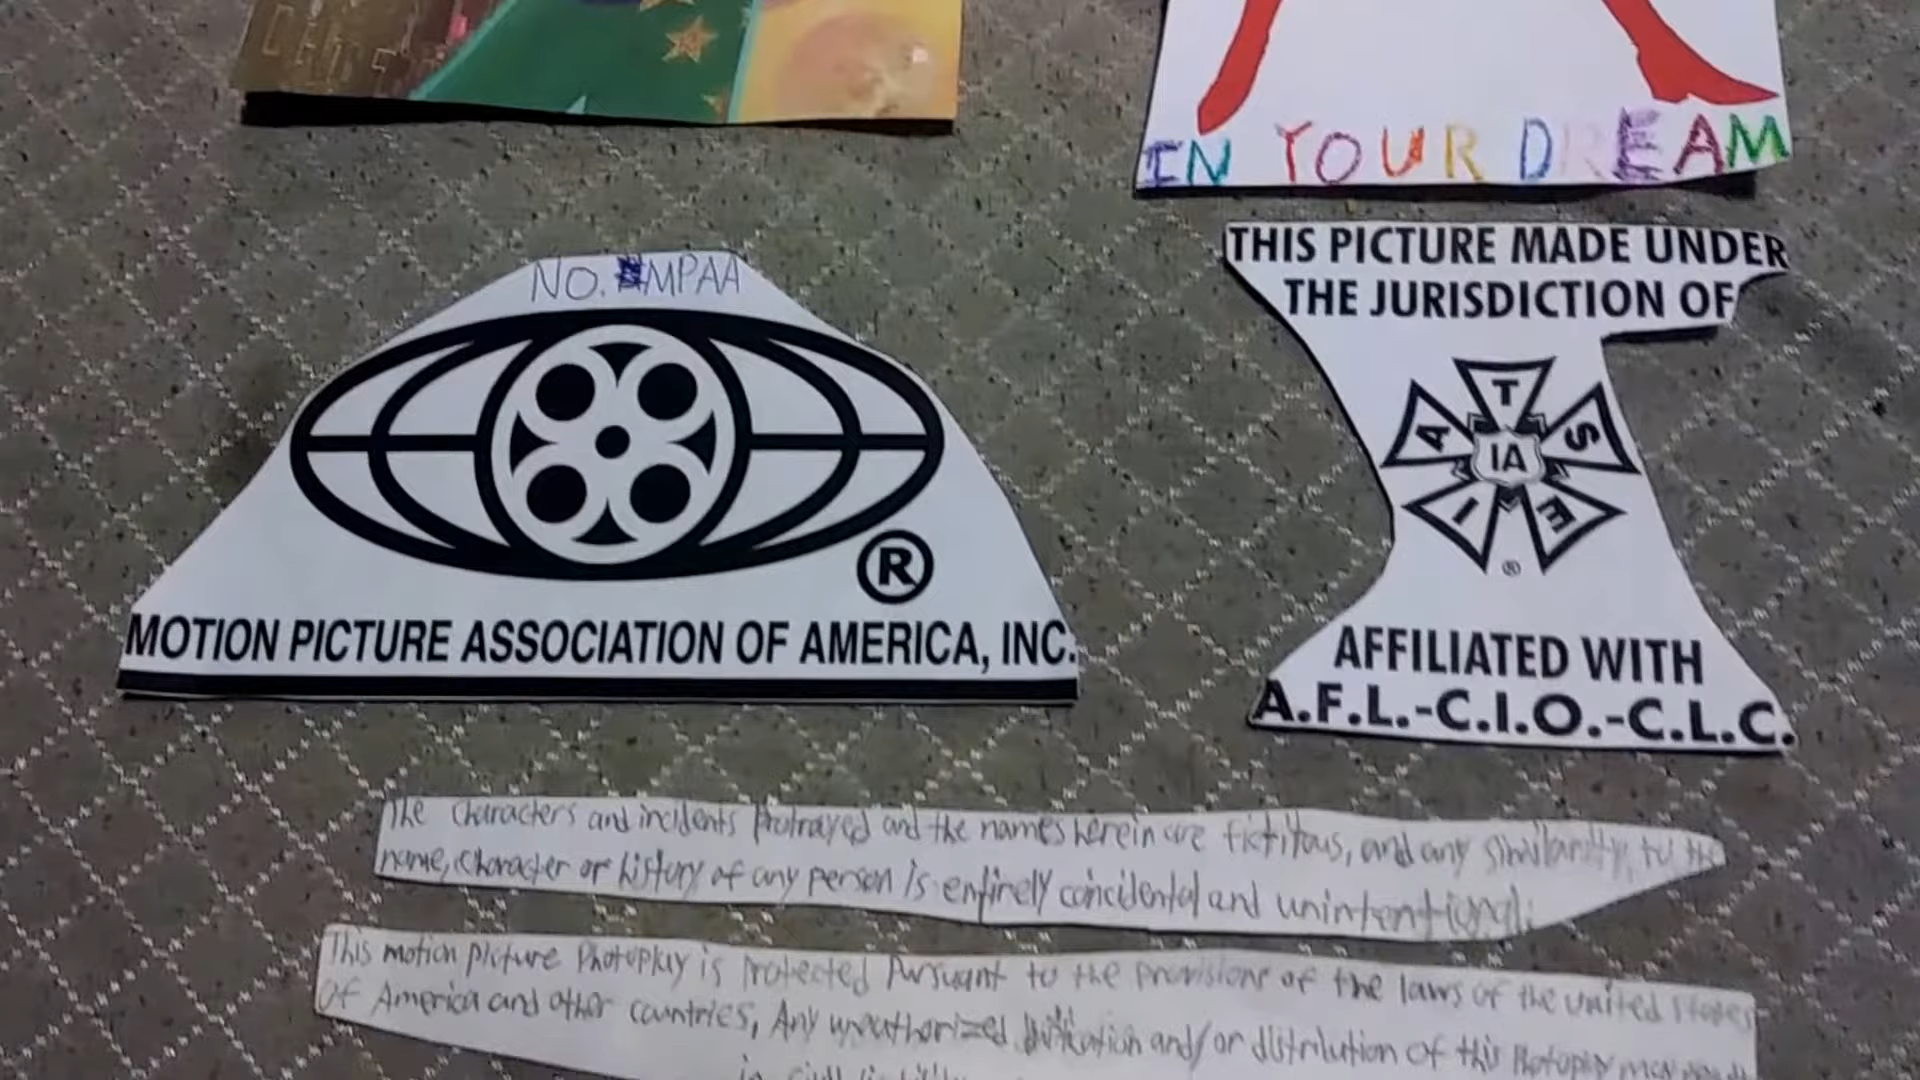 IN YOUR DREAM
No. MPAA
®
MOTION PICTURE ASSOCIATION OF AMERICA, INC.
THIS PICTURE MADE UNDER
THE JURISDICTION OF
I A T S E
IA
®
AFFILIATED WITH
A.F.L.-C.I.O.-C.L.C.
The characters and incidents Portrayed and the names herein are fictitous, and any similarity to the
name, character or history of any person is entirely coincidental and unintentional.
This motion Picture Photoplay is Protected Pursuant to the provisions of the laws of the united states
of America and other countries, Any unauthorized and/or distribution of this Photoplay may
in civil